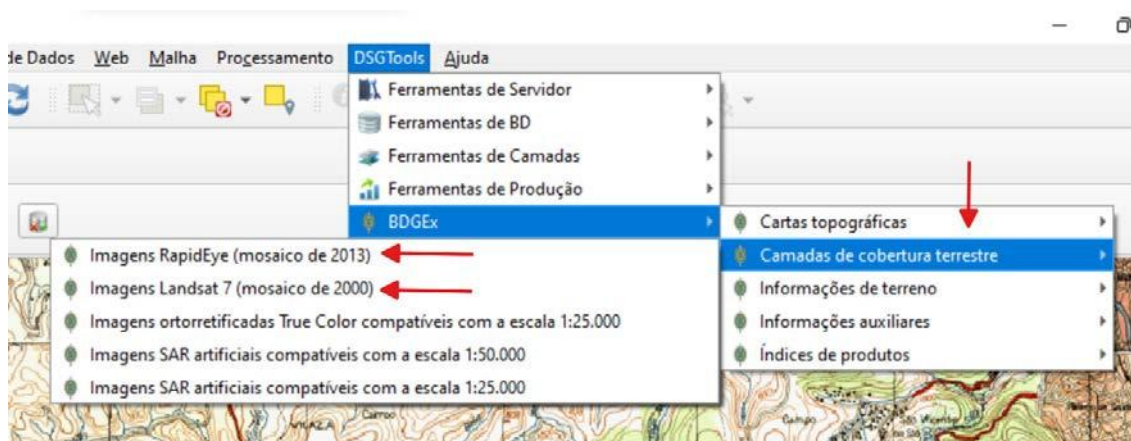 de Dados Web Malha Processamento DSGTools Ajuda
Ferramentas de Servidor
Ferramentas de BD
Ferramentas de Camadas
Ferramentas de Produção
BDGEx
Cartas topográficas
Camadas de cobertura terrestre
Informações de terreno
Informações auxiliares
Índices de produtos
Imagens RapidEye (mosaico de 2013)
Imagens Landsat 7 (mosaico de 2000)
Imagens ortorretificadas True Color compatíveis com a escala 1:25.000
Imagens SAR artificiais compatíveis com a escala 1:50.000
Imagens SAR artificiais compatíveis com a escala 1:25.000
Campo